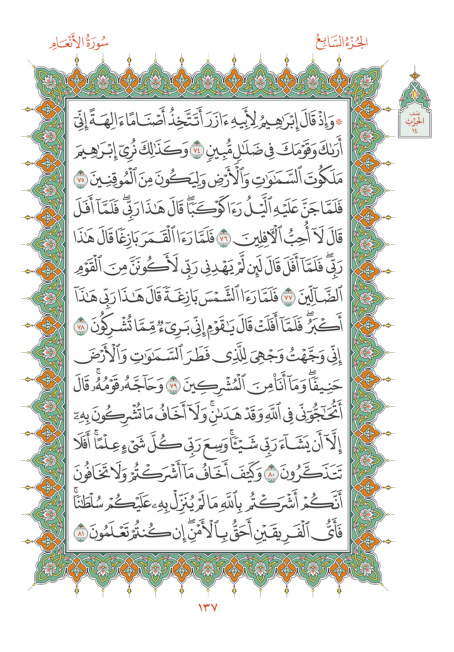 سُورَةُ الأَنْعَامِ
الجُزْءُ السَّابِعُ
نصف
الحِزْب
١٤
۞ وَإِذْ قَالَ إِبْرَٰهِيمُ لِأَبِيهِ ءَازَرَ أَتَتَّخِذُ أَصْنَامًا ءَالِهَةً إِنِّيٓ
أَرَىٰكَ وَقَوْمَكَ فِي ضَلَٰلٖ مُّبِينٖ ٧٤ وَكَذَٰلِكَ نُرِيٓ إِبْرَٰهِيمَ
مَلَكُوتَ ٱلسَّمَٰوَٰتِ وَٱلْأَرْضِ وَلِيَكُونَ مِنَ ٱلْمُوقِنِينَ ٧٥
فَلَمَّا جَنَّ عَلَيْهِ ٱلَّيْلُ رَءَا كَوْكَبٗاۖ قَالَ هَٰذَا رَبِّيۖ فَلَمَّآ أَفَلَ
قَالَ لَآ أُحِبُّ ٱلْأٓفِلِينَ ٧٦ فَلَمَّا رَءَا ٱلْقَمَرَ بَازِغٗا قَالَ هَٰذَا
رَبِّيۖ فَلَمَّآ أَفَلَ قَالَ لَئِن لَّمْ يَهْدِنِي رَبِّي لَأَكُونَنَّ مِنَ ٱلْقَوْمِ
ٱلضَّآلِّينَ ٧٧ فَلَمَّا رَءَا ٱلشَّمْسَ بَازِغَةٗ قَالَ هَٰذَا رَبِّي هَٰذَآ
أَكْبَرُۖ فَلَمَّآ أَفَلَتْ قَالَ يَٰقَوْمِ إِنِّي بَرِيٓءٞ مِّمَّا تُشْرِكُونَ ٧٨
إِنِّي وَجَّهْتُ وَجْهِيَ لِلَّذِي فَطَرَ ٱلسَّمَٰوَٰتِ وَٱلْأَرْضَ
حَنِيفٗاۖ وَمَآ أَنَا۠ مِنَ ٱلْمُشْرِكِينَ ٧٩ وَحَآجَّهُۥ قَوْمُهُۥۚ قَالَ
أَتُحَٰٓجُّوٓنِّي فِي ٱللَّهِ وَقَدْ هَدَىٰنِۚ وَلَآ أَخَافُ مَا تُشْرِكُونَ بِهِۦٓ
إِلَّآ أَن يَشَآءَ رَبِّي شَيْـٔٗاۗ وَسِعَ رَبِّي كُلَّ شَيْءٍ عِلْمًاۗ أَفَلَا
تَتَذَكَّرُونَ ٨٠ وَكَيْفَ أَخَافُ مَآ أَشْرَكْتُمْ وَلَا تَخَافُونَ
أَنَّكُمْ أَشْرَكْتُم بِٱللَّهِ مَا لَمْ يُنَزِّلْ بِهِۦ عَلَيْكُمْ سُلْطَٰنٗاۚ
فَأَيُّ ٱلْفَرِيقَيْنِ أَحَقُّ بِٱلْأَمْنِۖ إِن كُنتُمْ تَعْلَمُونَ ٨١
١٣٧